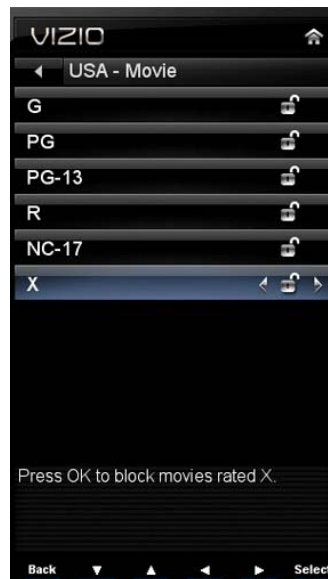 VIZIO
USA - Movie
G
PG
PG-13
R
NC-17
X
Press OK to block movies rated X.
Back Select